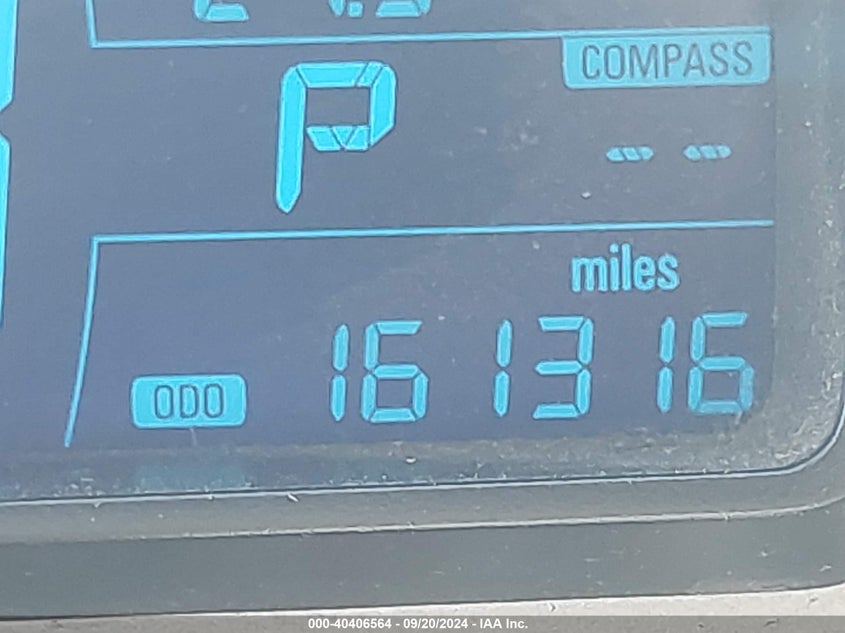 COMPASS
P
-- --
miles
ODO 161316
000-40406564 - 09/20/2024 - IAA Inc.